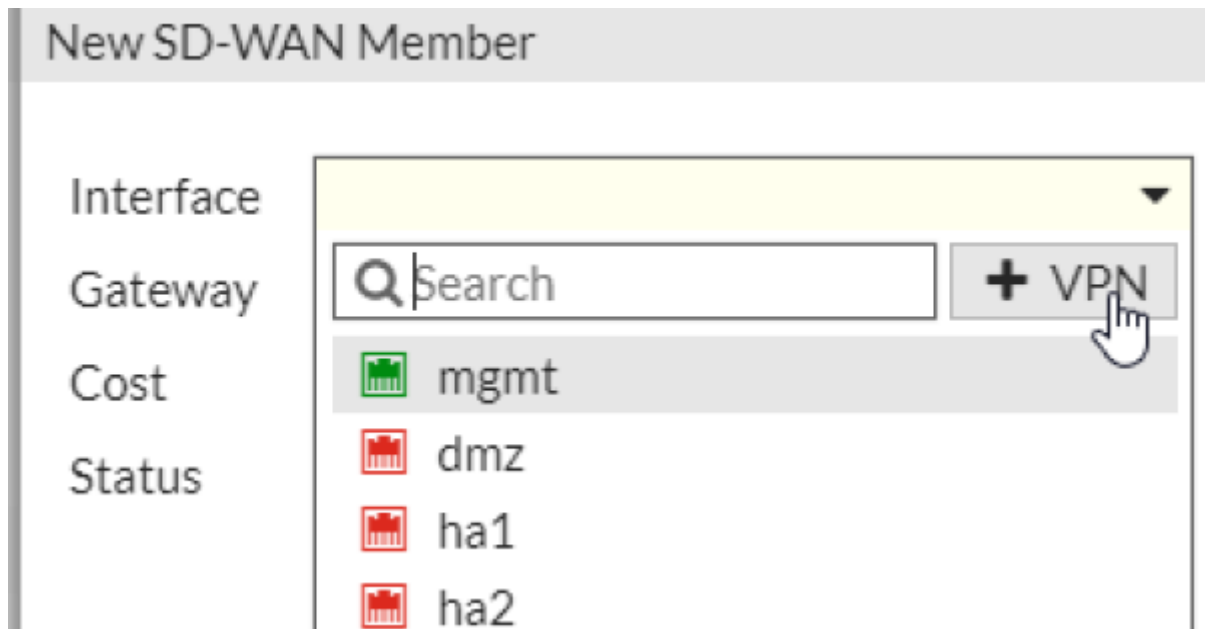 New SD-WAN Member
Interface
Gateway
Search
VPN
Cost
mgmt
Status
dmz
ha1
ha2